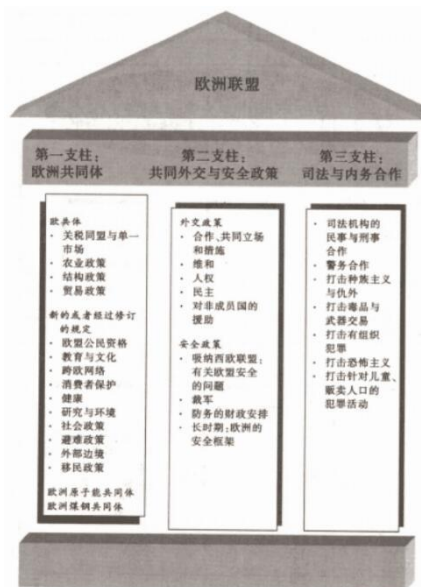 欧洲联盟
第一支柱：
欧洲共同体
第二支柱：
共同外交与安全政策
第三支柱：
司法与内务合作
欧共体
· 关税同盟与单一
市场
· 农业政策
· 结构政策
· 贸易政策
新的或者经过修订
的规定
· 欧盟公民资格
· 教育与文化
· 跨欧网络
· 消费者保护
· 健康
· 研究与环境
· 社会政策
· 避难政策
· 外部边境
· 移民政策
欧洲原子能共同体
欧洲煤钢共同体
外交政策
· 合作、共同立场
和措施
· 维和
· 人权
· 民主
· 对非成员国的
援助
安全政策
· 吸纳西欧联盟：
有关欧盟安全
的问题
· 裁军
· 防务的财政安排
· 长时期：欧洲的
安全框架
· 司法机构的
民事与刑事
合作
· 警务合作
· 打击种族主义
与仇外
· 打击毒品与
武器交易
· 打击有组织
犯罪
· 打击恐怖主义
· 打击针对儿童、
贩卖人口的
犯罪活动